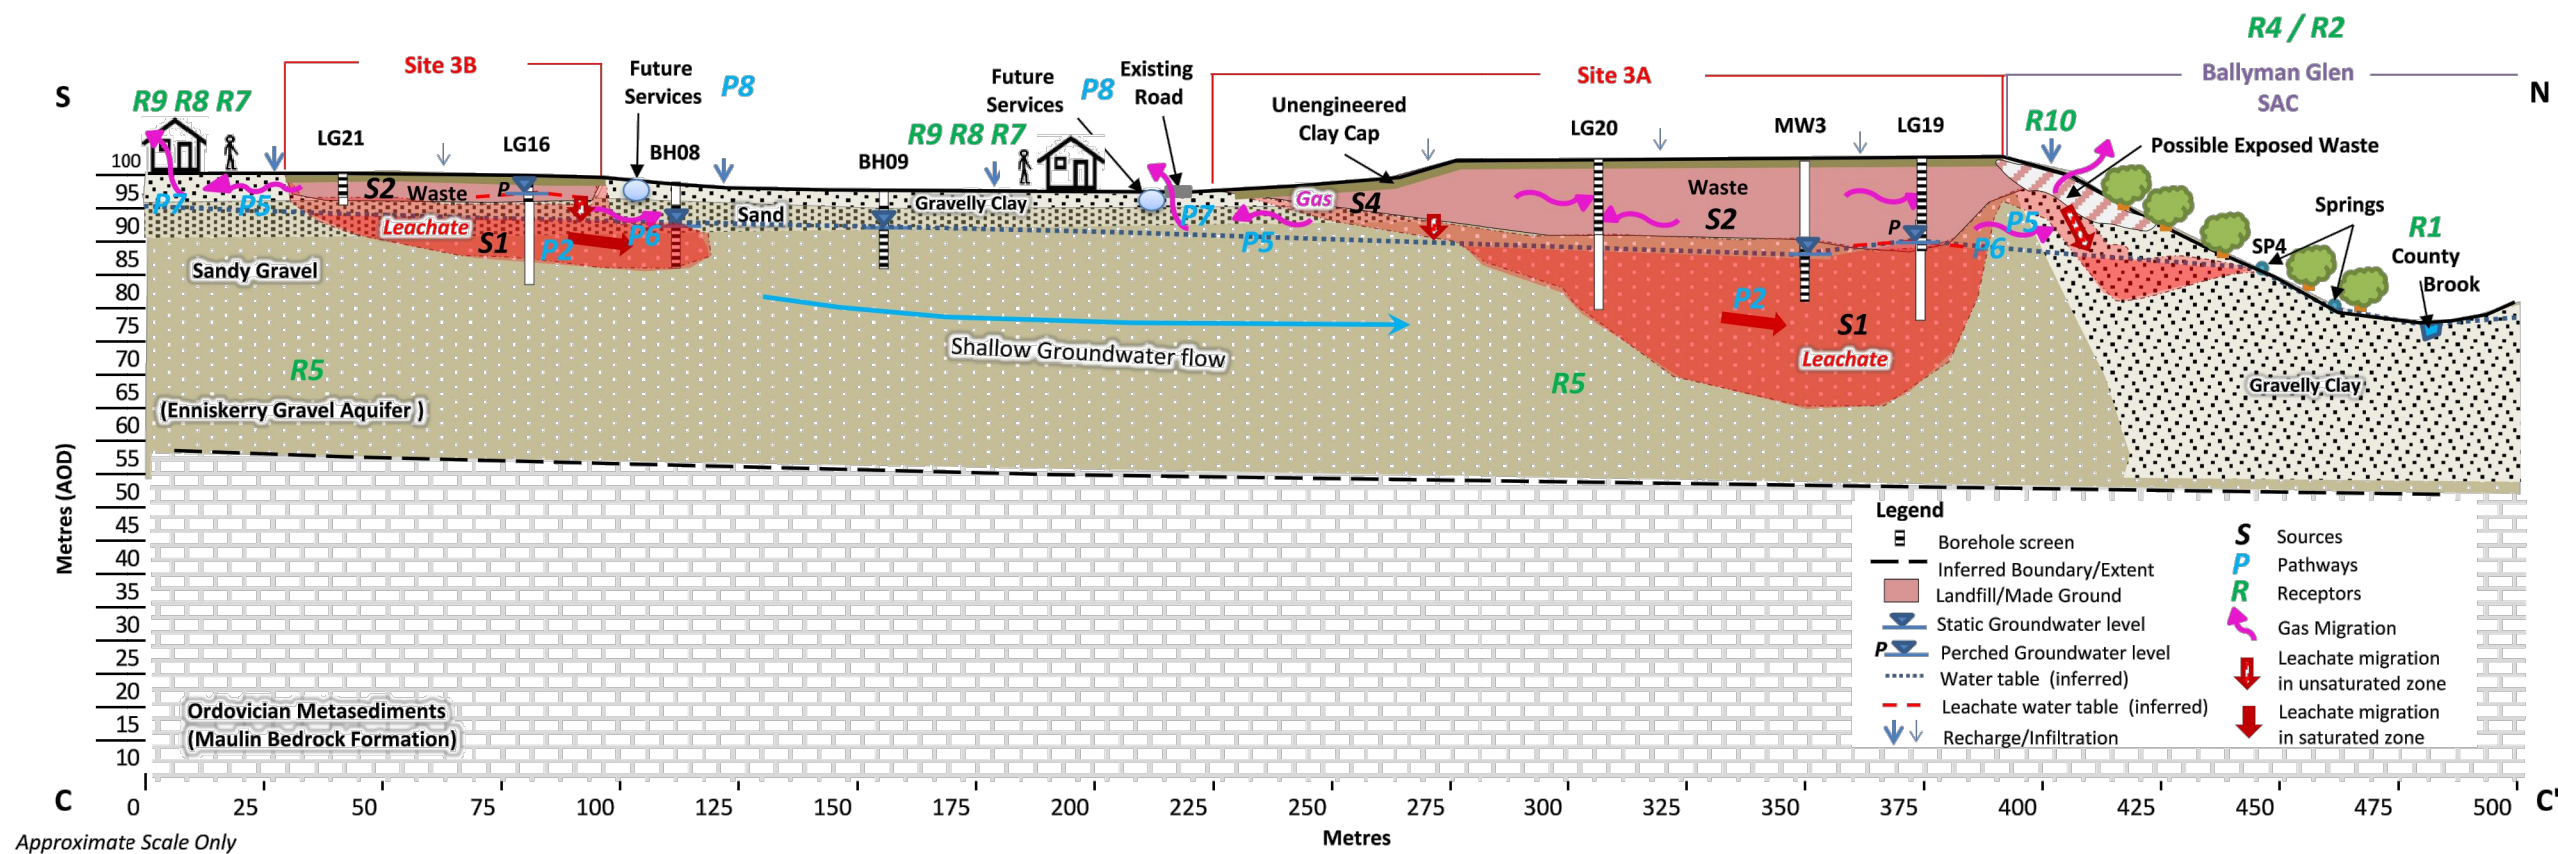 R4 / R2
Site 3B
Future
Services
P8
Future
Services
P8
Existing
Road
Site 3A
Ballyman Glen
SAC
S
N
R9 R8 R7
LG21
LG16
BH08
BH09
R9 R8 R7
Unengineered
Clay Cap
LG20
MW3
LG19
R10
Possible Exposed Waste
100
95
90
85
80
75
70
65
60
55
50
45
40
35
30
25
20
15
10
Metres (AOD)
P7
P5
S2
Waste
P
Leachate
S1
P2
P6
Sand
Gravelly Clay
P7
P5
Gas
S4
Waste
S2
P
P5
P6
Springs
SP4
R1
County
Brook
Sandy Gravel
P2
S1
Leachate
Shallow Groundwater flow
R5
R5
Gravelly Clay
(Enniskerry Gravel Aquifer )
Ordovician Metasediments
(Maulin Bedrock Formation)
Legend
Borehole screen
Inferred Boundary/Extent
Landfill/Made Ground
Static Groundwater level
P
Perched Groundwater level
Water table (inferred)
Leachate water table (inferred)
Recharge/Infiltration
S
Sources
P
Pathways
R
Receptors
Gas Migration
Leachate migration
in unsaturated zone
Leachate migration
in saturated zone
C
0
25
50
75
100
125
150
175
200
225
250
275
300
325
350
375
400
425
450
475
500
C'
Metres
Approximate Scale Only